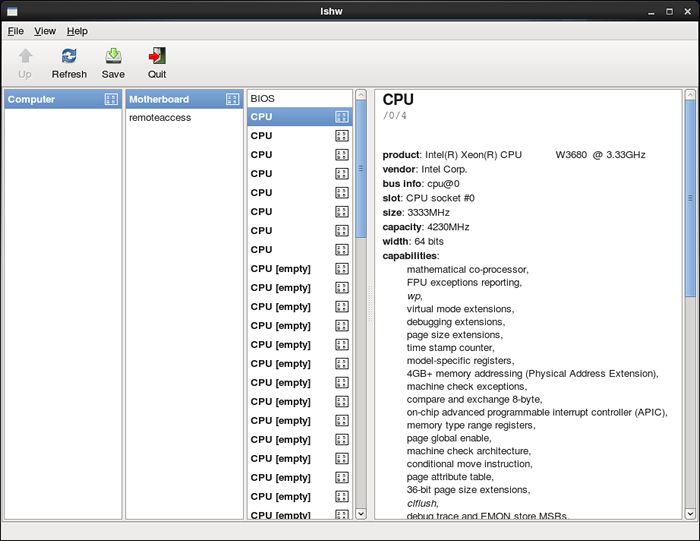 lshw
File View Help
Up Refresh Save Quit
Computer
Motherboard
remoteaccess
BIOS
CPU
CPU
CPU
CPU
CPU
CPU
CPU
CPU
CPU [empty]
CPU [empty]
CPU [empty]
CPU [empty]
CPU [empty]
CPU [empty]
CPU [empty]
CPU [empty]
CPU [empty]
CPU [empty]
CPU [empty]
CPU [empty]
CPU [empty]
CPU [empty]
CPU
/0/4
product: Intel(R) Xeon(R) CPU W3680 @ 3.33GHz
vendor: Intel Corp.
bus info: cpu@0
slot: CPU socket #0
size: 3333MHz
capacity: 4230MHz
width: 64 bits
capabilities:
mathematical co-processor,
FPU exceptions reporting,
wp,
virtual mode extensions,
debugging extensions,
page size extensions,
time stamp counter,
model-specific registers,
4GB+ memory addressing (Physical Address Extension),
machine check exceptions,
compare and exchange 8-byte,
on-chip advanced programmable interrupt controller (APIC),
memory type range registers,
page global enable,
machine check architecture,
conditional move instruction,
page attribute table,
36-bit page size extensions,
clflush,
debug trace and EMON store MSRs,